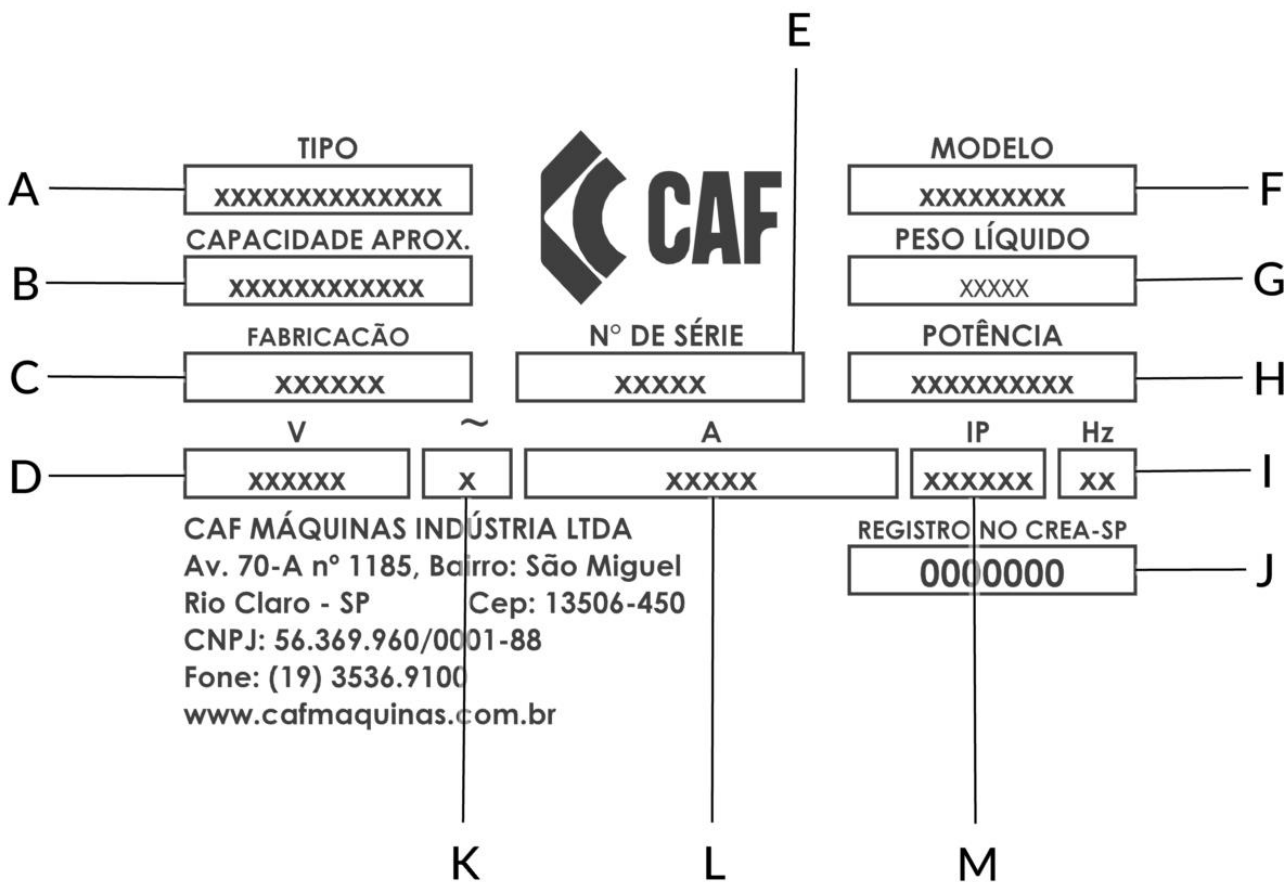 E
TIPO
MODELO
A
xxxxxxxxxxxxxx
CAF
xxxxxxxxx
F
CAPACIDADE APROX.
PESO LÍQUIDO
B
xxxxxxxxxxxx
xxxxx
G
FABRICACÃO
N° DE SÉRIE
POTÊNCIA
C
xxxxxx
xxxxx
xxxxxxxxxx
H
V
~
A
IP
Hz
D
xxxxxx
x
xxxxx
xxxxxx
xx
I
CAF MÁQUINAS INDÚSTRIA LTDA
REGISTRO NO CREA-SP
Av. 70-A nº 1185, Bairro: São Miguel
0000000
J
Rio Claro - SP Cep: 13506-450
CNPJ: 56.369.960/0001-88
Fone: (19) 3536.9100
www.cafmaquinas.com.br
K
L
M